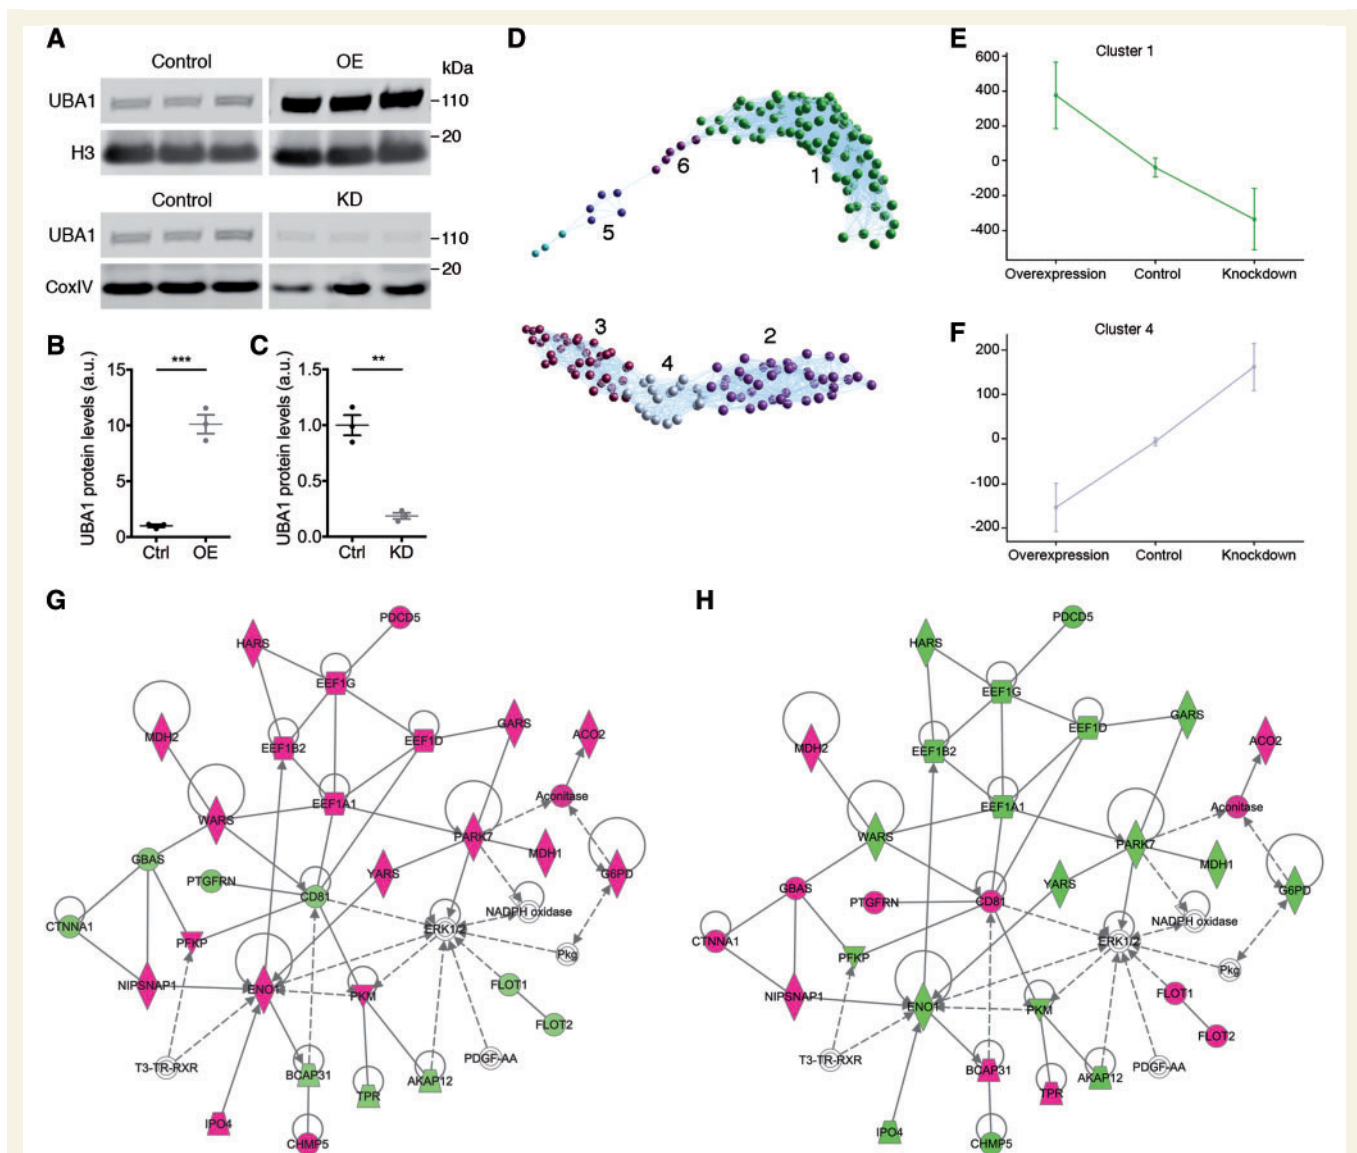 A
Control
OE
kDa
UBA1
110
20
H3
Control
KD
UBA1
110
20
CoxIV
B
***
UBA1 protein levels (a.u.)
15
10
5
0
Ctrl
OE
C
**
UBA1 protein levels (a.u.)
1.5
1.0
0.5
0.0
Ctrl
KD
D
6
1
5
3
4
2
E
Cluster 1
600
400
200
0
-200
-400
Overexpression
Control
Knockdown
F
Cluster 4
200
100
0
-100
-200
Overexpression
Control
Knockdown
G
PDCD5
HARS
EEF1G
GARS
ACO2
MDH2
EEF1B2
EEF1D
Aconitase
EEF1A1
WARS
PARK7
GBAS
MDH1
YARS
G6PD
PTGFRN
CD81
NADPH oxidase
CTNNA1
ERK1/2
PFKP
Pkg
NIPSNAP1
ENO1
PKM
FLOT1
FLOT2
T3-TR-RXR
PDGF-AA
BCAP31
AKAP12
TPR
IPO4
CHMP5
H
PDCD5
HARS
EEF1G
GARS
ACO2
MDH2
EEF1B2
EEF1D
Aconitase
EEF1A1
WARS
PARK7
GBAS
MDH1
YARS
G6PD
PTGFRN
CD81
NADPH oxidase
CTNNA1
ERK1/2
PFKP
Pkg
NIPSNAP1
ENO1
PKM
FLOT1
FLOT2
T3-TR-RXR
PDGF-AA
BCAP31
AKAP12
TPR
IPO4
CHMP5